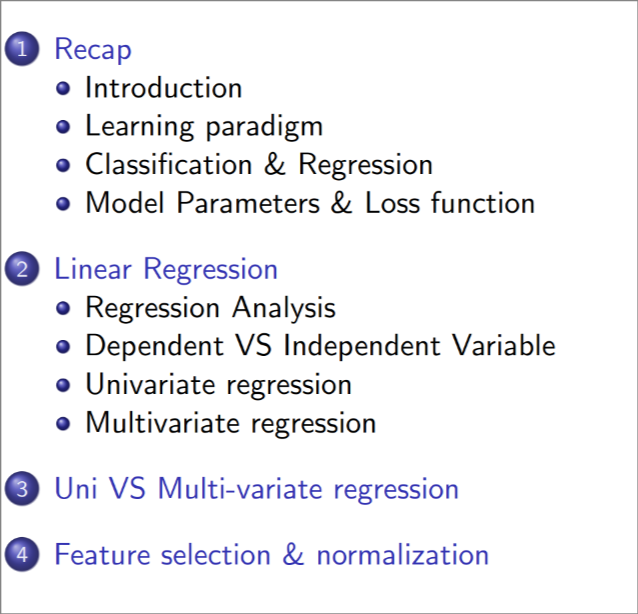 1 Recap
Introduction
Learning paradigm
Classification & Regression
Model Parameters & Loss function
2 Linear Regression
Regression Analysis
Dependent VS Independent Variable
Univariate regression
Multivariate regression
3 Uni VS Multi-variate regression
4 Feature selection & normalization